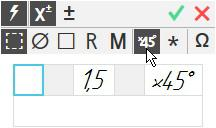 X± ±
Ø R M ×45° * Ω
1,5 ×45°